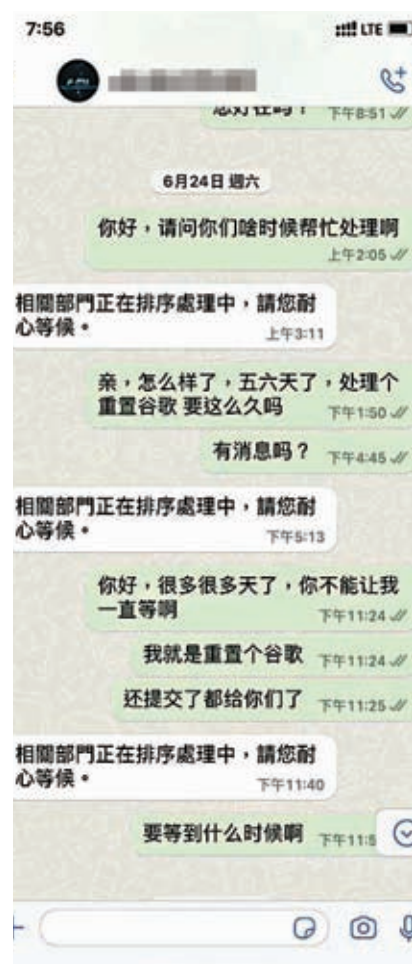 7:56
LTE
下午8:51
6月24日 週六
你好,请问你们啥时候帮忙处理啊
上午2:05
相關部門正在排序處理中,請您耐
心等候。
上午3:11
亲,怎么样了,五六天了,处理个
重置谷歌 要这么久吗
下午1:50
有消息吗?
下午4:45
相關部門正在排序處理中,請您耐
心等候。
下午5:13
你好,很多很多天了,你不能让我
一直等啊
下午11:24
我就是重置个谷歌
下午11:24
还提交了都给你们了
下午11:25
相關部門正在排序處理中,請您耐
心等候。
下午11:40
要等到什么时候啊
下午11:5